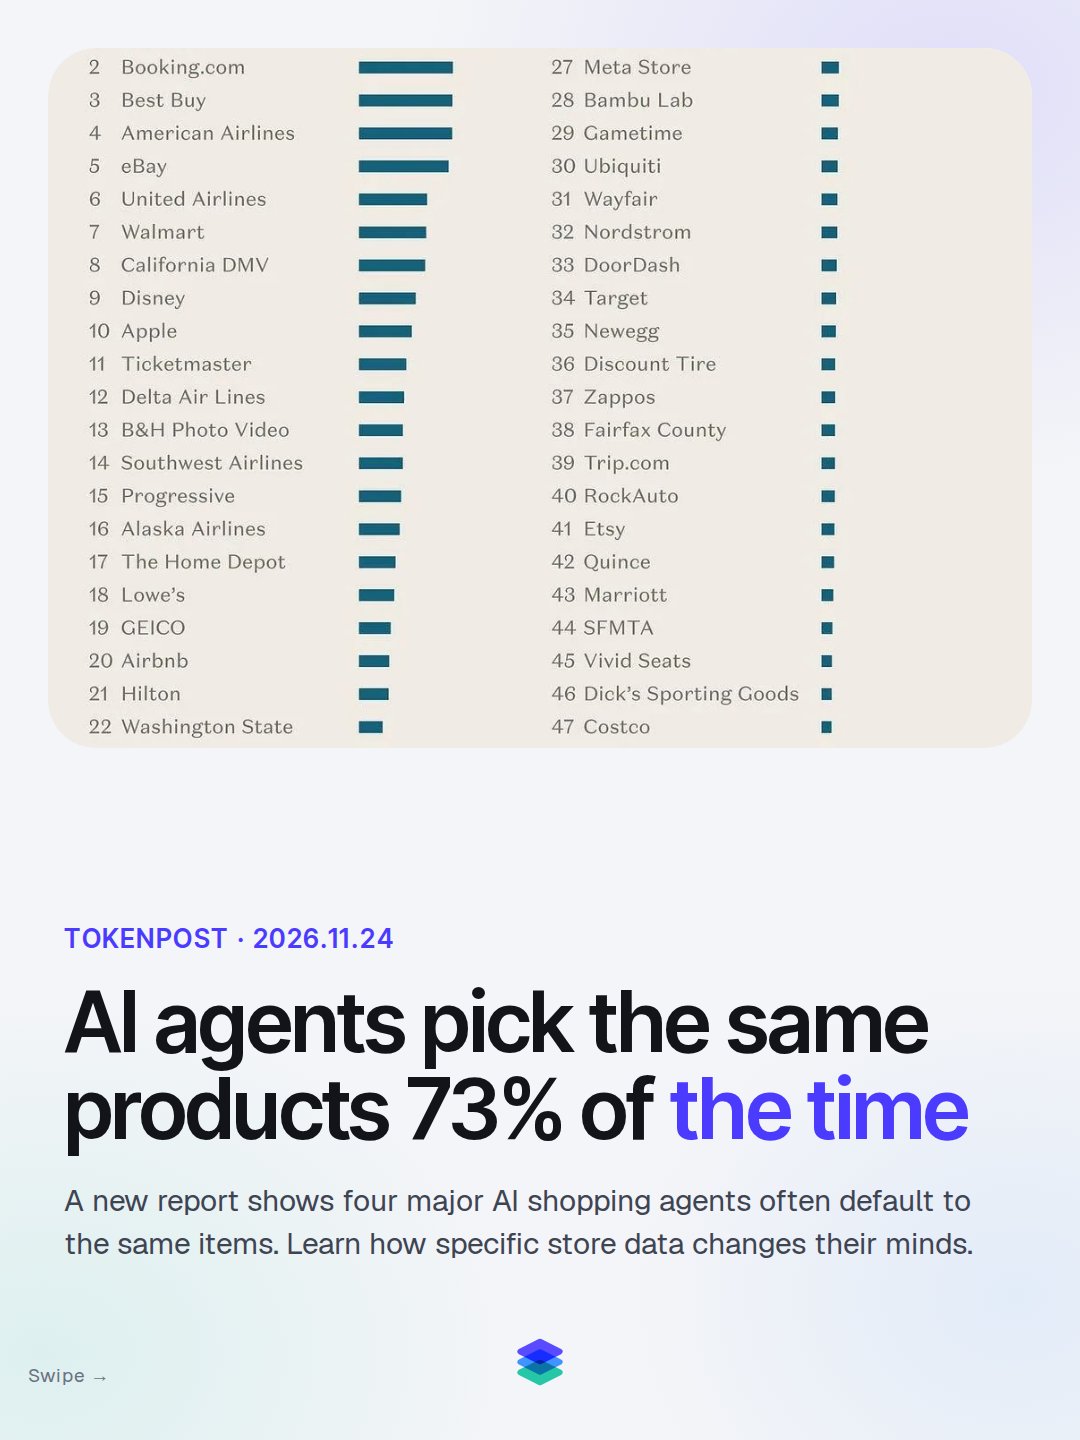 2 Booking.com
3 Best Buy
4 American Airlines
5 eBay
6 United Airlines
7 Walmart
8 California DMV
9 Disney
10 Apple
11 Ticketmaster
12 Delta Air Lines
13 B&H Photo Video
14 Southwest Airlines
15 Progressive
16 Alaska Airlines
17 The Home Depot
18 Lowe’s
19 GEICO
20 Airbnb
21 Hilton
22 Washington State
27 Meta Store
28 Bambu Lab
29 Gametime
30 Ubiquiti
31 Wayfair
32 Nordstrom
33 DoorDash
34 Target
35 Newegg
36 Discount Tire
37 Zappos
38 Fairfax County
39 Trip.com
40 RockAuto
41 Etsy
42 Quince
43 Marriott
44 SFMTA
45 Vivid Seats
46 Dick’s Sporting Goods
47 Costco
TOKENPOST · 2026.11.24
AI agents pick the same
products 73% of the time
A new report shows four major AI shopping agents often default to
the same items. Learn how specific store data changes their minds.
Swipe →